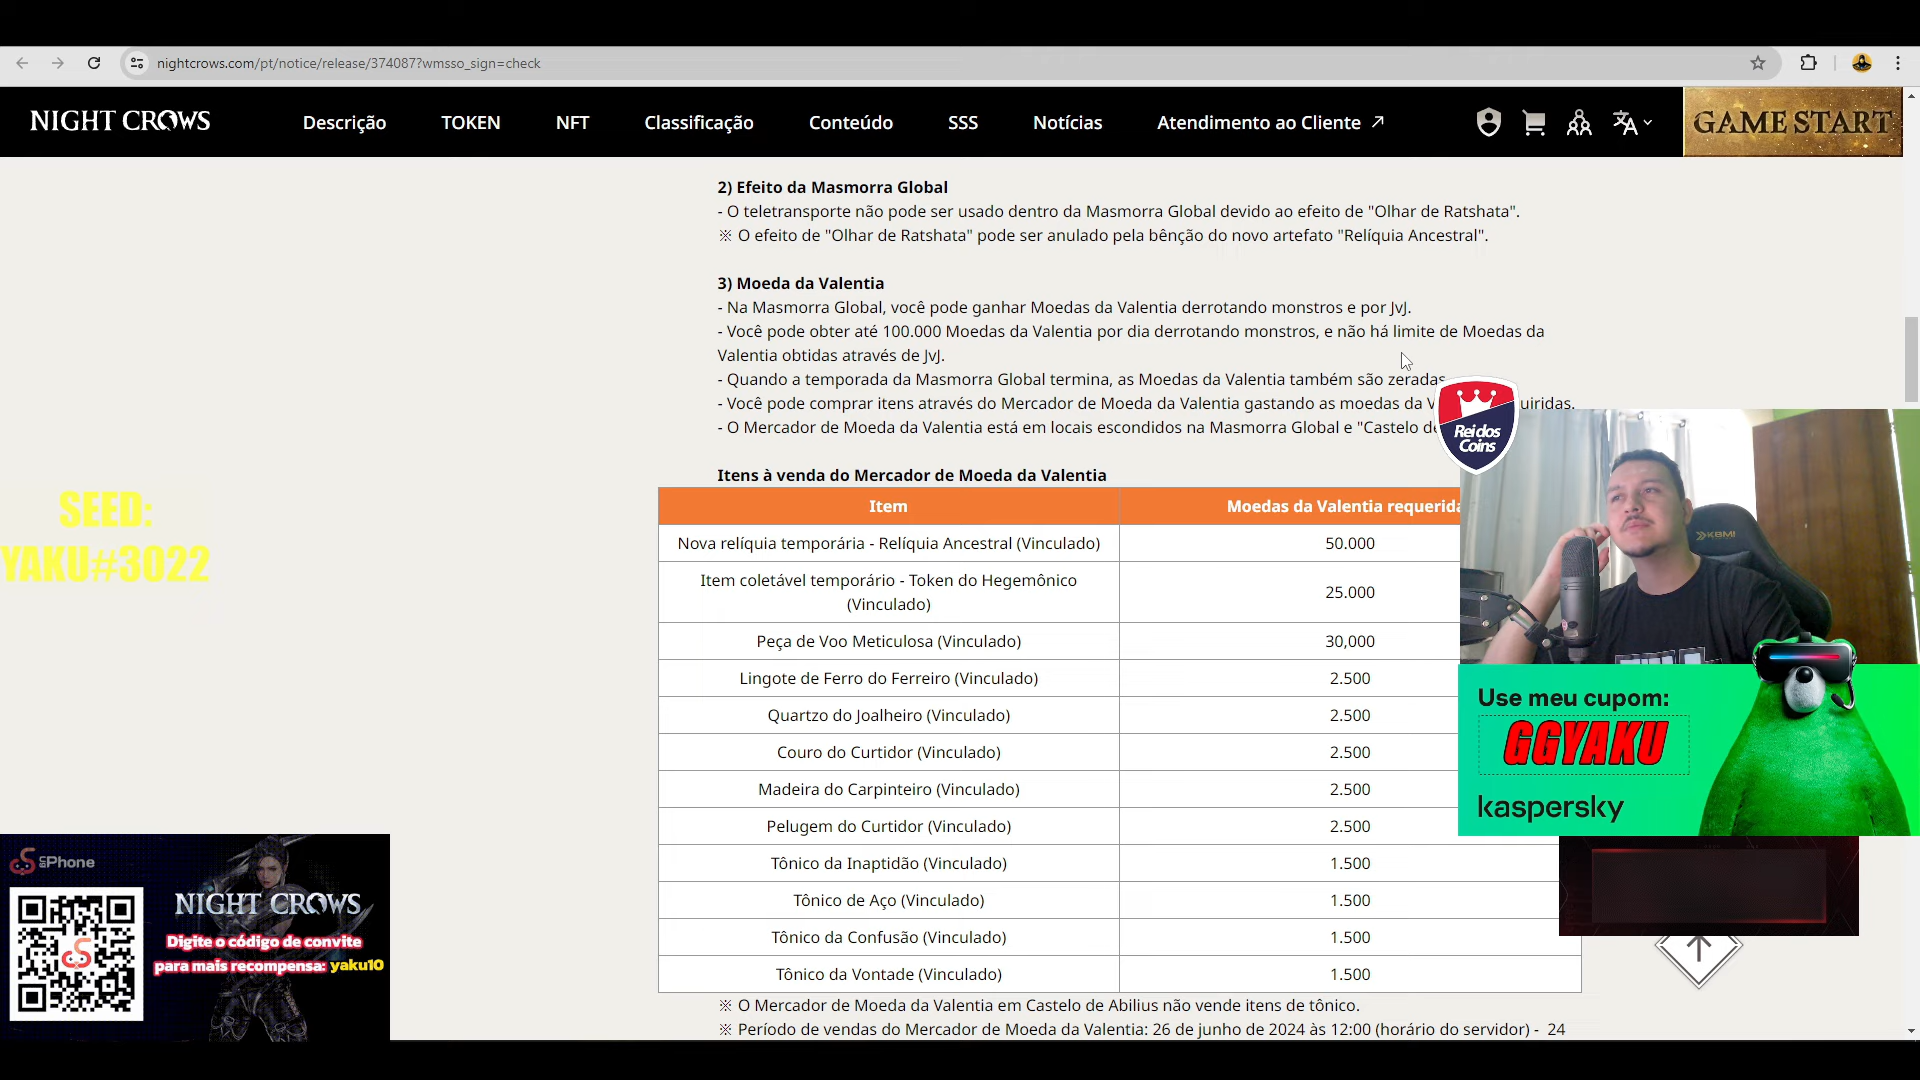 nightcrows.com/pt/notice/release/374087?wmsso_sign=check
NIGHT CROWS
Descrição
TOKEN
NFT
Classificação
Conteúdo
SSS
Notícias
Atendimento ao Cliente
GAME START
2) Efeito da Masmorra Global
- O teletransporte não pode ser usado dentro da Masmorra Global devido ao efeito de "Olhar de Ratshata".
※ O efeito de "Olhar de Ratshata" pode ser anulado pela bênção do novo artefato "Relíquia Ancestral".
3) Moeda da Valentia
- Na Masmorra Global, você pode ganhar Moedas da Valentia derrotando monstros e por JvJ.
- Você pode obter até 100.000 Moedas da Valentia por dia derrotando monstros, e não há limite de Moedas da
Valentia obtidas através de JvJ.
- Quando a temporada da Masmorra Global termina, as Moedas da Valentia também são zeradas
- Você pode comprar itens através do Mercador de Moeda da Valentia gastando as moedas da
- O Mercador de Moeda da Valentia está em locais escondidos na Masmorra Global e "Castelo de
Itens à venda do Mercador de Moeda da Valentia
Item
Moedas da Valentia
Nova relíquia temporária - Relíquia Ancestral (Vinculado)
50.000
Item coletável temporário - Token do Hegemônico
(Vinculado)
25.000
Peça de Voo Meticulosa (Vinculado)
30,000
Lingote de Ferro do Ferreiro (Vinculado)
2.500
Quartzo do Joalheiro (Vinculado)
2.500
Couro do Curtidor (Vinculado)
2.500
Madeira do Carpinteiro (Vinculado)
2.500
Pelugem do Curtidor (Vinculado)
2.500
Tônico da Inaptidão (Vinculado)
1.500
Tônico de Aço (Vinculado)
1.500
Tônico da Confusão (Vinculado)
1.500
Tônico da Vontade (Vinculado)
1.500
※ O Mercador de Moeda da Valentia em Castelo de Abilius não vende itens de tônico.
※ Período de vendas do Mercador de Moeda da Valentia: 26 de junho de 2024 às 12:00 (horário do servidor) - 24
SEED:
YAKU#3022
Phone
NIGHT CROWS
Digite o código de convite
para mais recompensa: yaku10
Rei dos
Coins
KBMI
Use meu cupom:
GGYAKU
kaspersky